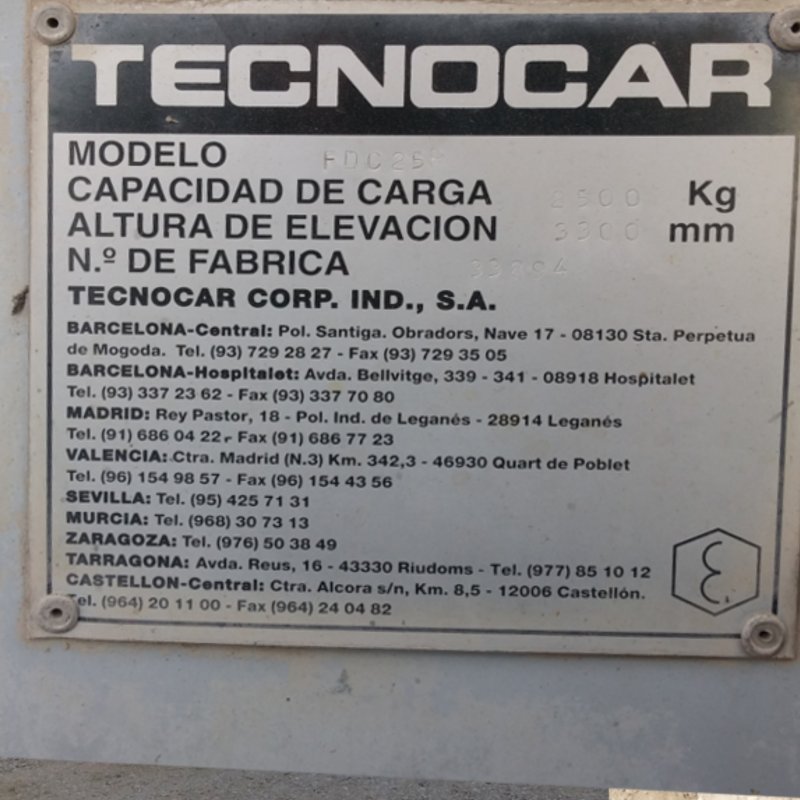 TECNOCAR
MODELO
CAPACIDAD DE CARGA 2500 Kg
ALTURA DE ELEVACION 3300 mm
N.º DE FABRICA
TECNOCAR CORP. IND., S.A.
BARCELONA-Central: Pol. Santiga. Obradors, Nave 17 - 08130 Sta. Perpetua
de Mogoda. Tel. (93) 729 28 27 - Fax (93) 729 35 05
BARCELONA-Hospitalet: Avda. Bellvitge, 339 - 341 - 08918 Hospitalet
Tel. (93) 337 23 62 - Fax (93) 337 70 80
MADRID: Rey Pastor, 18 - Pol. Ind. de Leganés - 28914 Leganés
Tel. (91) 686 04 22 - Fax (91) 686 77 23
VALENCIA: Ctra. Madrid (N.3) Km. 342,3 - 46930 Quart de Poblet
Tel. (96) 154 98 57 - Fax (96) 154 43 56
SEVILLA: Tel. (95) 425 71 31
MURCIA: Tel. (968) 30 73 13
ZARAGOZA: Tel. (976) 50 38 49
TARRAGONA: Avda. Reus, 16 - 43330 Riudoms - Tel. (977) 85 10 12
CASTELLON-Central: Ctra. Alcora s/n, Km. 8,5 - 12006 Castellón.
Tel. (964) 20 11 00 - Fax (964) 24 04 82